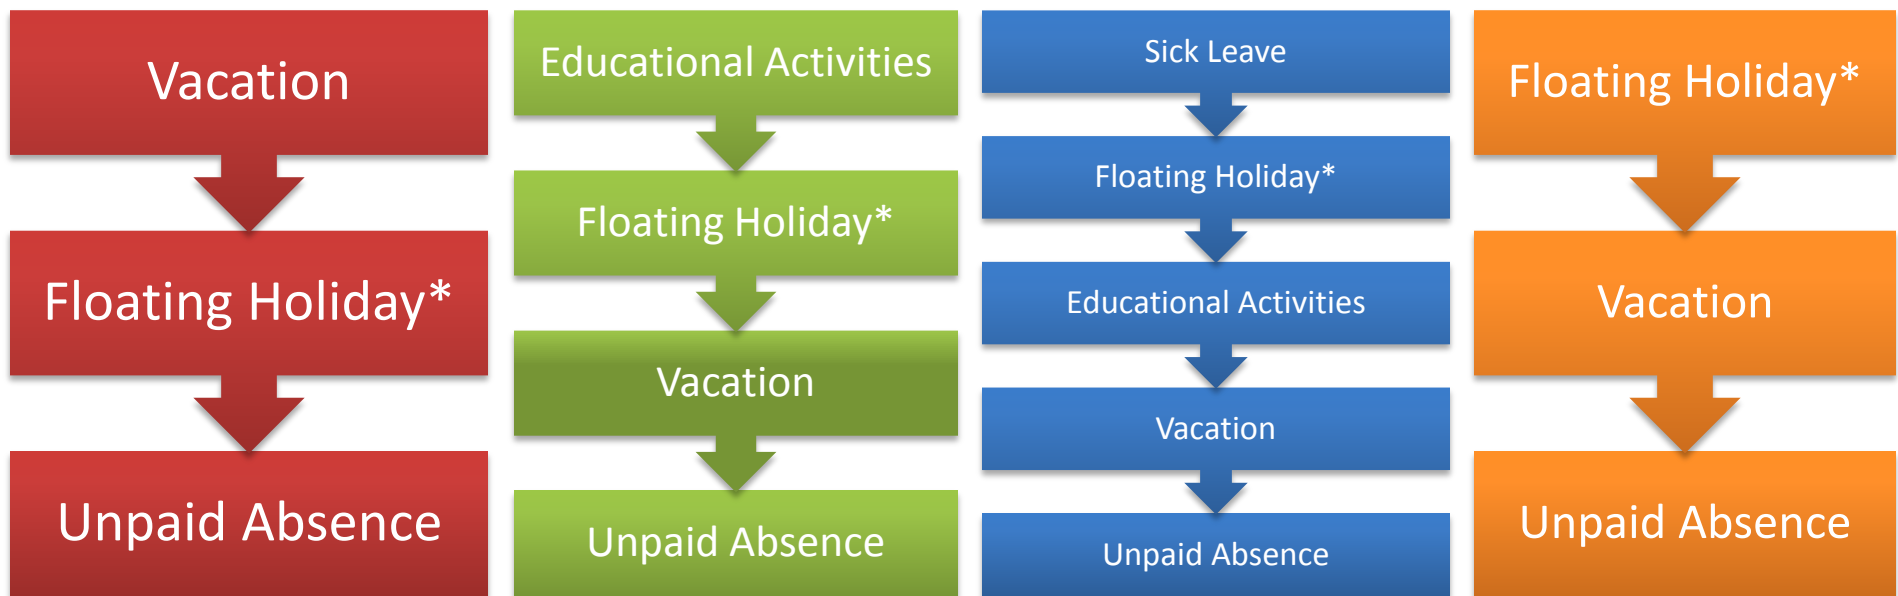 Vacation
Floating Holiday*
Unpaid Absence
Educational Activities
Floating Holiday*
Vacation
Unpaid Absence
Sick Leave
Floating Holiday*
Educational Activities
Vacation
Unpaid Absence
Floating Holiday*
Vacation
Unpaid Absence